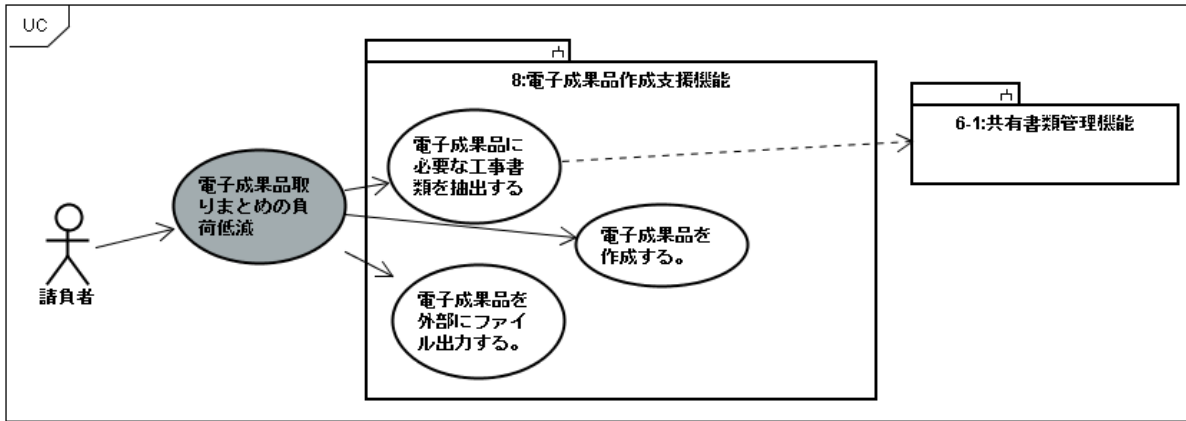 UC
8:電子成果品作成支援機能
6-1:共有書類管理機能
電子成果品に
必要な工事書
類を抽出する
電子成果品取
りまとめの負
荷低減
電子成果品を
作成する。
請負者
電子成果品を
外部にファイ
ル出力する。